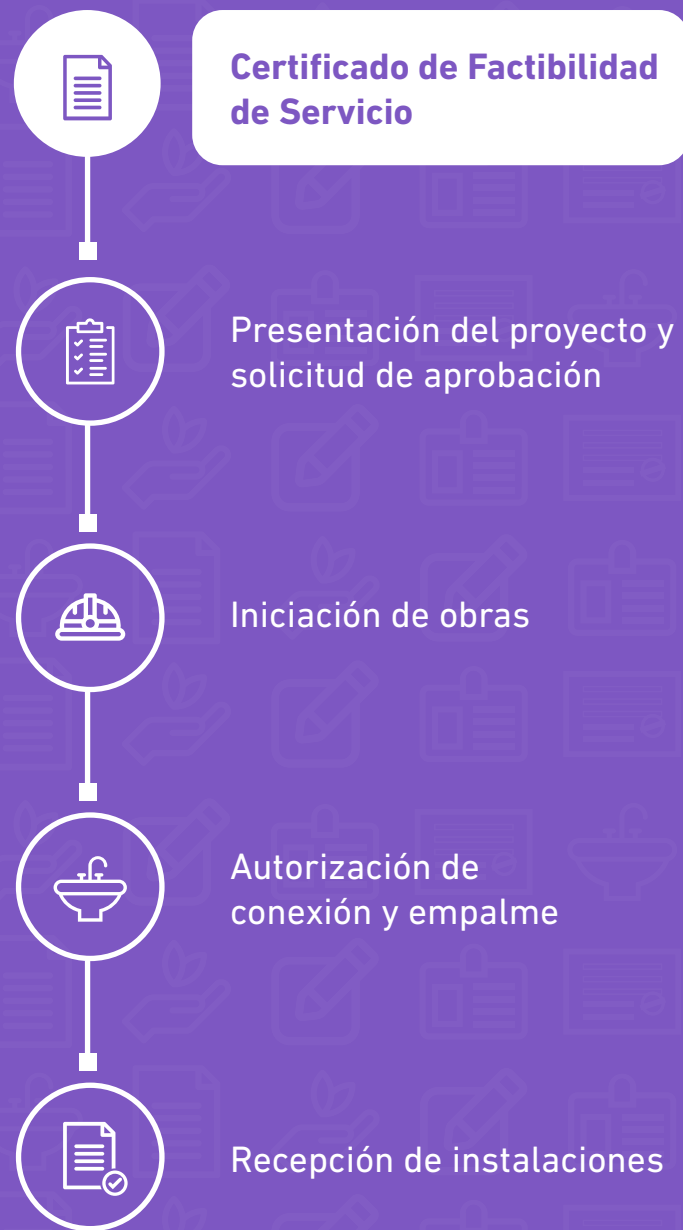 Certificado de Factibilidad
de Servicio
Presentación del proyecto y
solicitud de aprobación
Iniciación de obras
Autorización de
conexión y empalme
Recepción de instalaciones